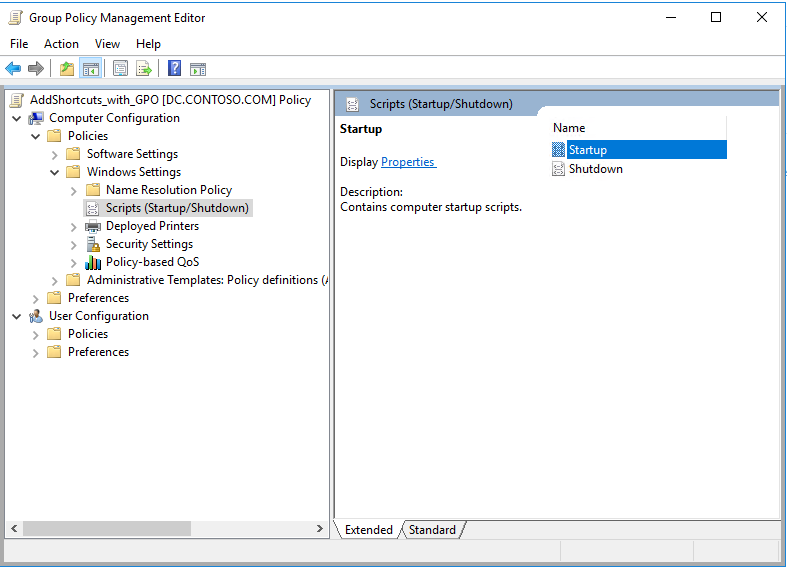 Group Policy Management Editor
File Action View Help
AddShortcuts_with_GPO [DC.CONTOSO.COM] Policy
Computer Configuration
Policies
Software Settings
Windows Settings
Name Resolution Policy
Scripts (Startup/Shutdown)
Deployed Printers
Security Settings
Policy-based QoS
Administrative Templates: Policy definitions (
Preferences
User Configuration
Policies
Preferences
Scripts (Startup/Shutdown)
Startup
Display Properties
Description:
Contains computer startup scripts.
Name
Startup
Shutdown
Extended Standard